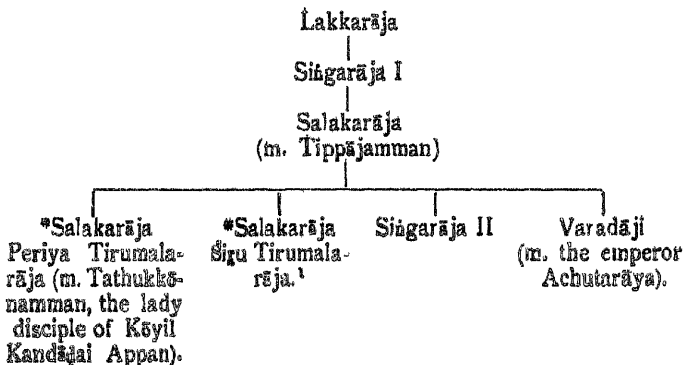 Lakkarāja
Siṅgarāja I
Salakarāja
(m. Tippājamman)
*Salakarāja
Periya Tirumala-
rāja (m. Tathukkō-
namman, the lady
disciple of Kōyil
Kandāḍai Appan).
*Salakarāja
Śiṟu Tirumala-
rāja.¹
Siṅgarāja II
Varadāji
(m. the emperor
Achutarāya).